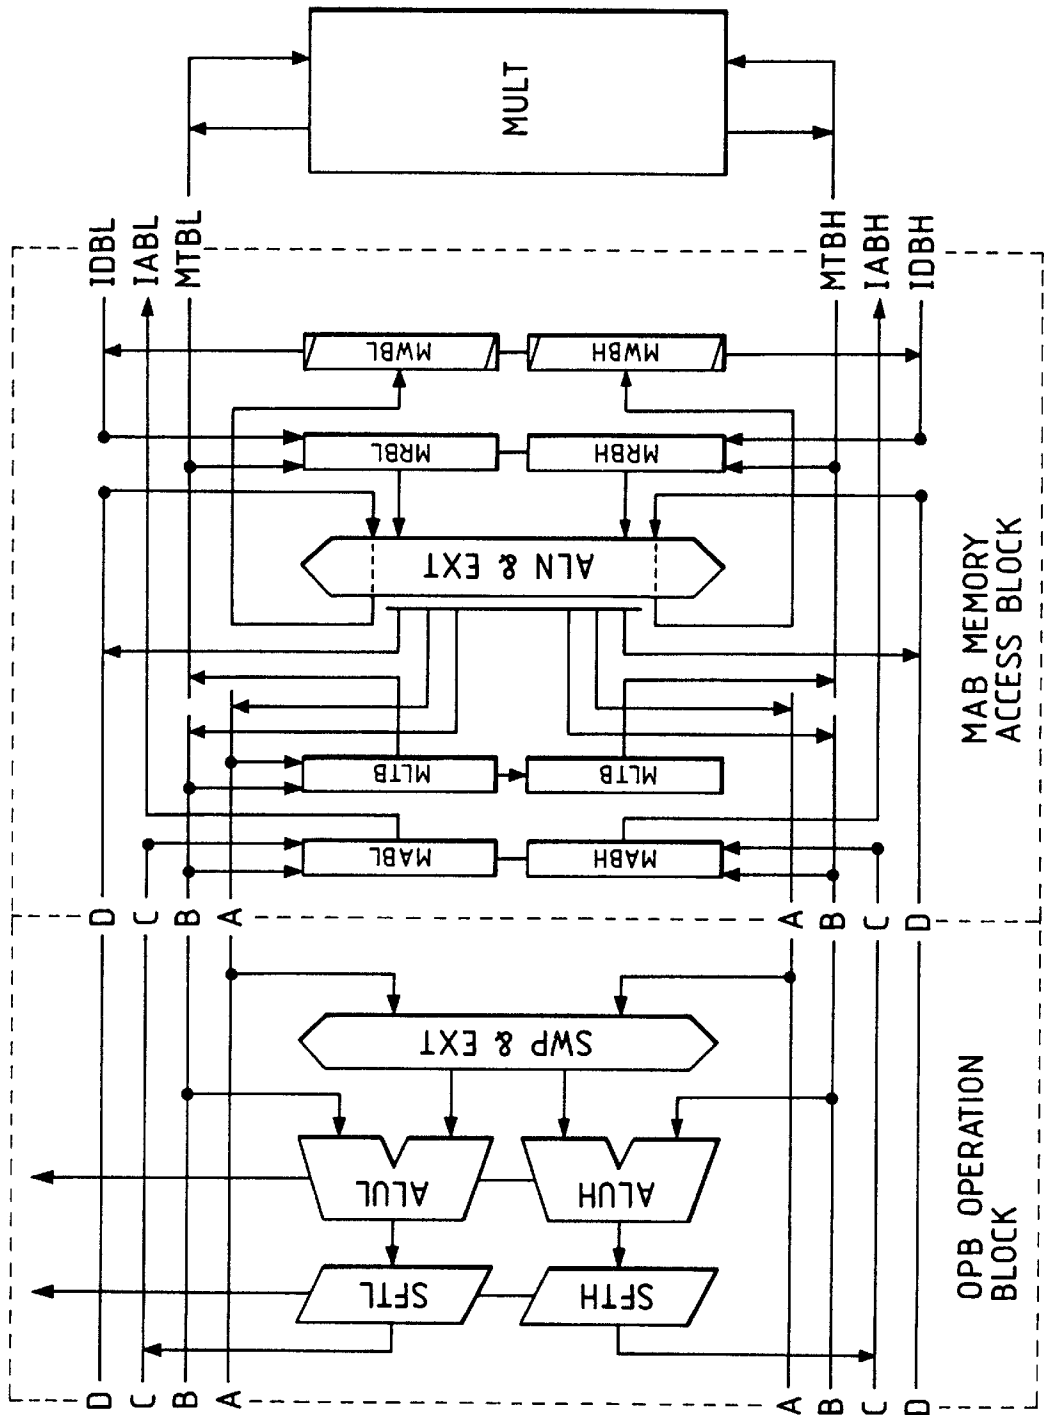 MULT
IDBL
IABL
MTBL
MTBH
IABH
IDBH
MWBL
MWBH
MRBL
MRBH
ALN & EXT
MAB MEMORY
ACCESS BLOCK
MLTB
MLTB
MABL
MABH
D
C
B
A
A
B
C
D
SWP & EXT
ALUL
ALUH
SFTL
SFTH
OPB OPERATION
BLOCK
D
C
B
A
A
B
C
D